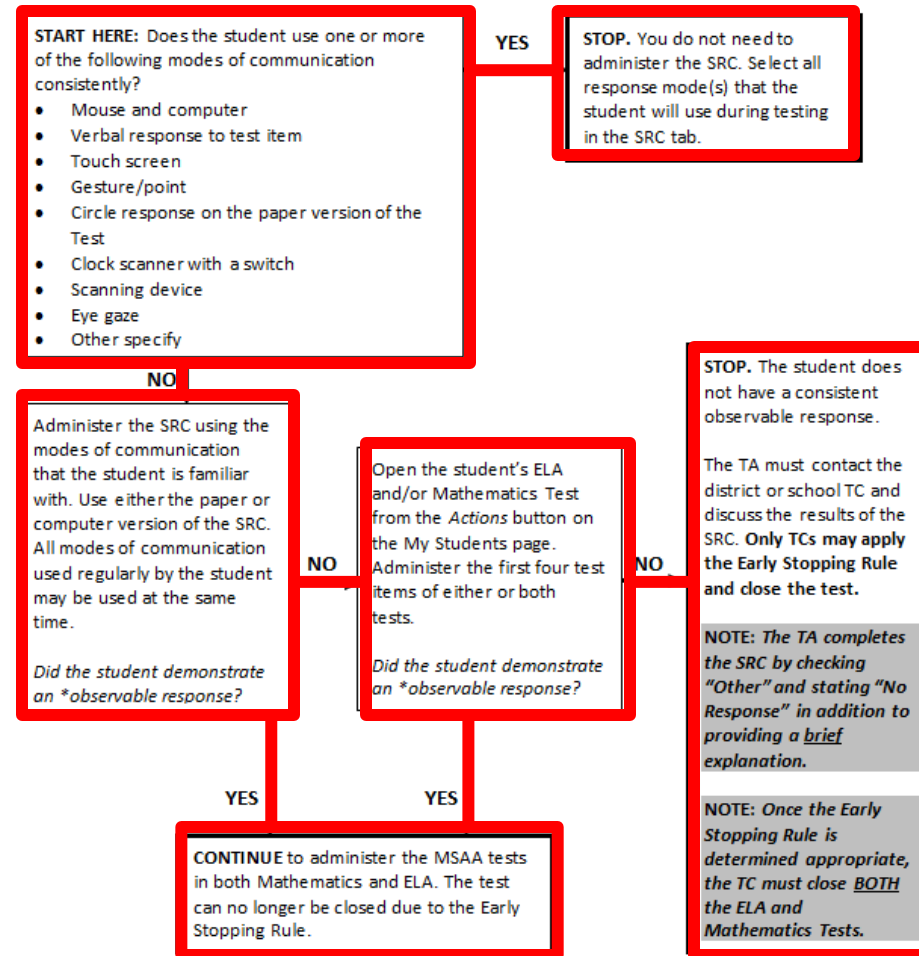 START HERE: Does the student use one or more
of the following modes of communication
consistently?
• Mouse and computer
• Verbal response to test item
• Touch screen
• Gesture/point
• Circle response on the paper version of the
Test
• Clock scanner with a switch
• Scanning device
• Eye gaze
• Other specify
YES
STOP. You do not need to
administer the SRC. Select all
response mode(s) that the
student will use during testing
in the SRC tab.
NO
Administer the SRC using the
modes of communication
that the student is familiar
with. Use either the paper or
computer version of the SRC.
All modes of communication
used regularly by the student
may be used at the same
time.
Did the student demonstrate
an *observable response?
NO
Open the student's ELA
and/or Mathematics Test
from the Actions button on
the My Students page.
Administer the first four test
items of either or both
tests.
Did the student demonstrate
an *observable response?
NO
STOP. The student does
not have a consistent
observable response.
The TA must contact the
district or school TC and
discuss the results of the
SRC. Only TCs may apply
the Early Stopping Rule
and close the test.
NOTE: The TA completes
the SRC by checking
"Other" and stating "No
Response" in addition to
providing a brief
explanation.
NOTE: Once the Early
Stopping Rule is
determined appropriate,
the TC must close BOTH
the ELA and
Mathematics Tests.
YES
YES
CONTINUE to administer the MSAA tests
in both Mathematics and ELA. The test
can no longer be closed due to the Early
Stopping Rule.